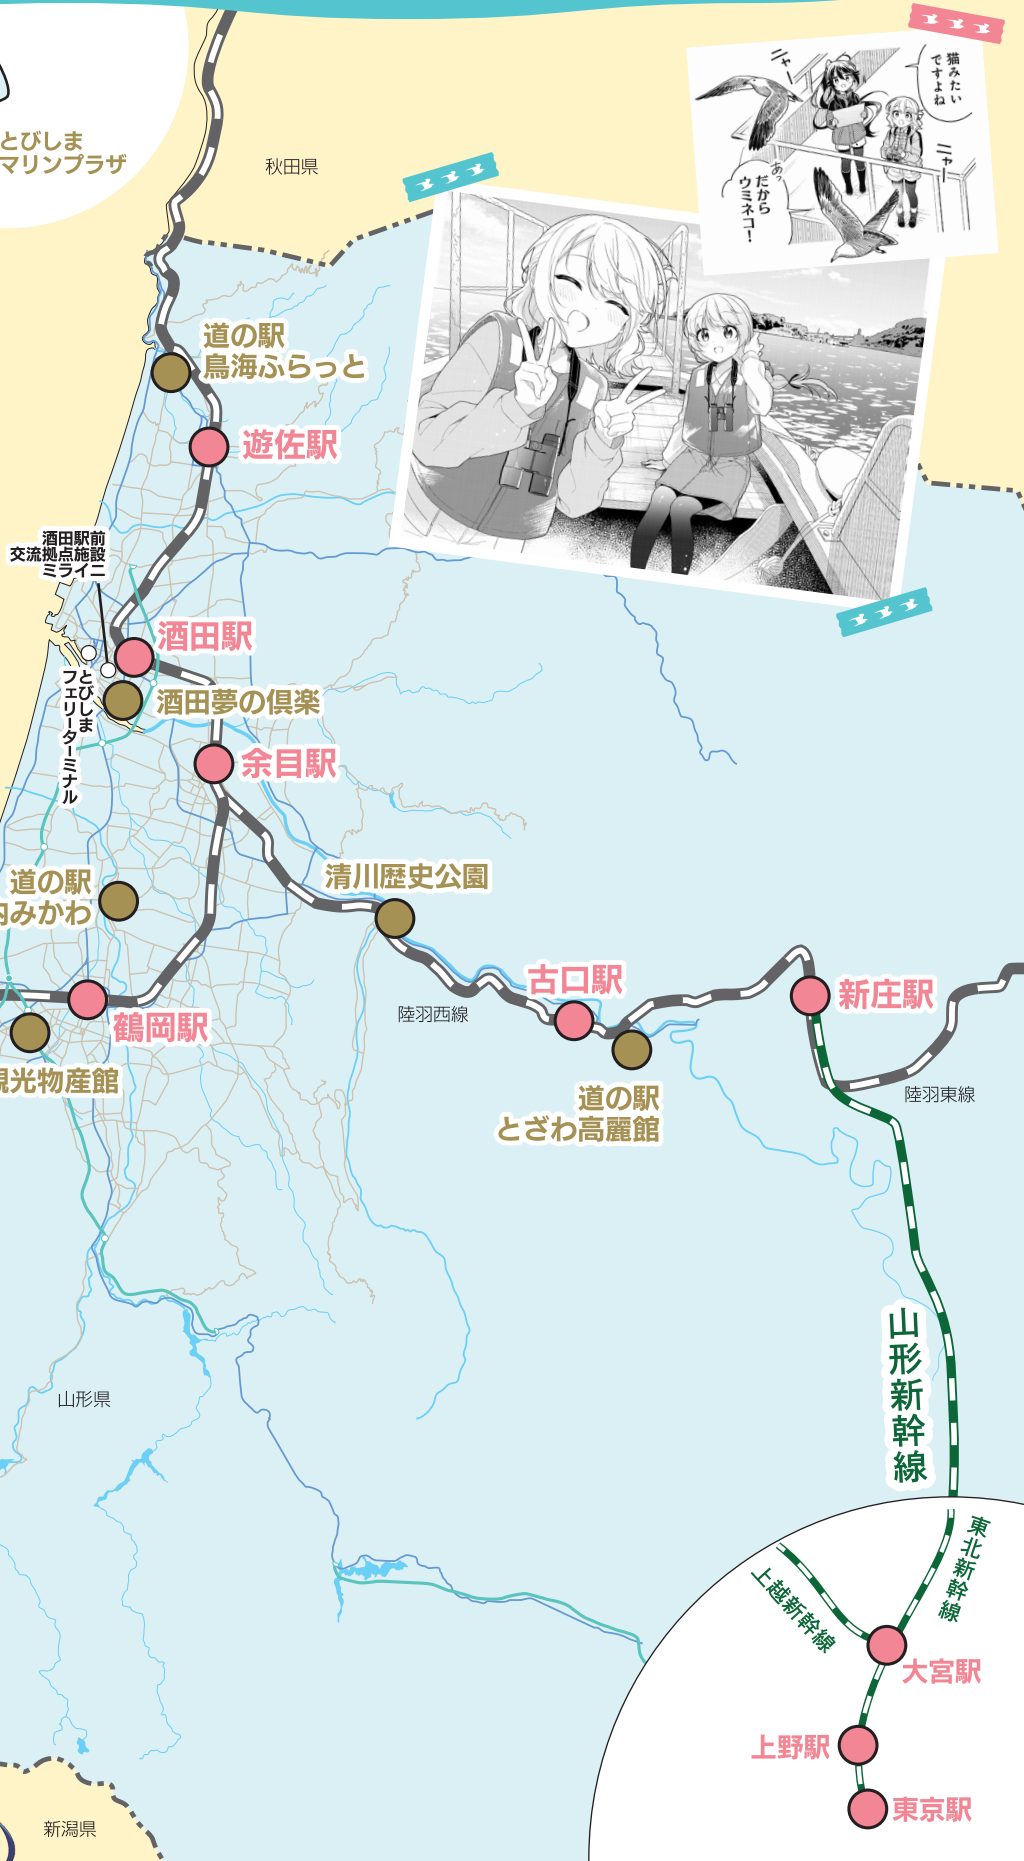 とびしま
マリンプラザ
秋田県
猫みたい
ですよね
ニャー
ニャー
あっ
だから
ウミネコ!
道の駅
鳥海ふらっと
遊佐駅
酒田駅前
交流拠点施設
ミライニ
酒田駅
とびしま
フェリーターミナル
酒田夢の倶楽
余目駅
道の駅
内みかわ
清川歴史公園
古口駅
新庄駅
鶴岡駅
陸羽西線
観光物産館
道の駅
とざわ高麗館
陸羽東線
山形新幹線
山形県
東北新幹線
上越新幹線
大宮駅
上野駅
東京駅
新潟県